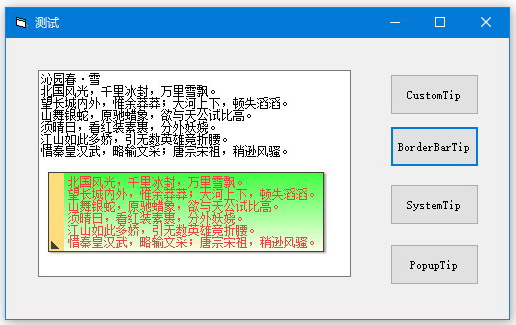 测试
沁园春·雪
北国风光，千里冰封，万里雪飘。
望长城内外，惟余莽莽；大河上下，顿失滔滔。
山舞银蛇，原驰蜡象，欲与天公试比高。
须晴日，看红装素裹，分外妖娆。
江山如此多娇，引无数英雄竞折腰。
惜秦皇汉武，略输文采；唐宗宋祖，稍逊风骚。
北国风光，千里冰封，万里雪飘。
望长城内外，惟余莽莽；大河上下，顿失滔滔。
山舞银蛇，原驰蜡象，欲与天公试比高。
须晴日，看红装素裹，分外妖娆。
江山如此多娇，引无数英雄竞折腰。
惜秦皇汉武，略输文采；唐宗宋祖，稍逊风骚。
CustomTip
BorderBarTip
SystemTip
PopupTip